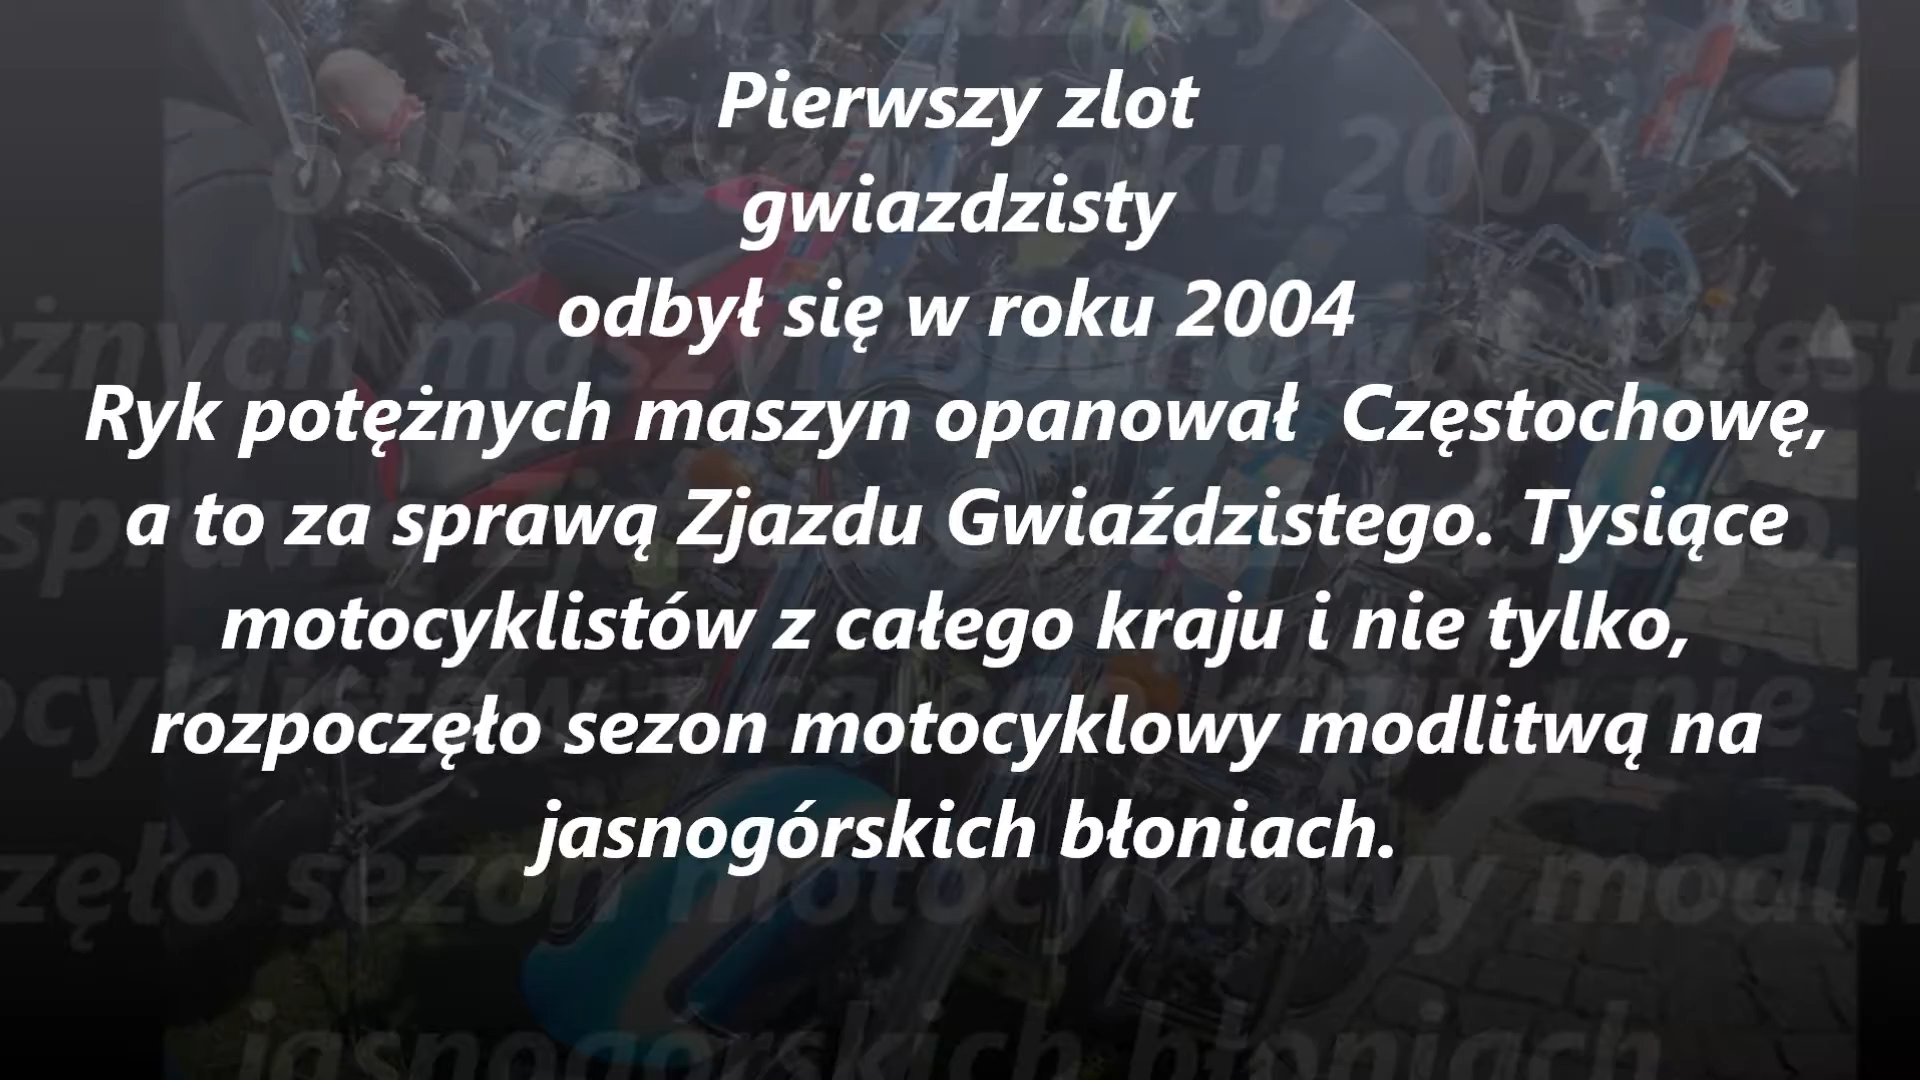 Pierwszy zlot
gwiazdzisty
odbył się w roku 2004
Ryk potężnych maszyn opanował  Częstochowę,
a to za sprawą Zjazdu Gwiaździstego. Tysiące
motocyklistów z całego kraju i nie tylko,
rozpoczęło sezon motocyklowy modlitwą na
jasnogórskich błoniach.